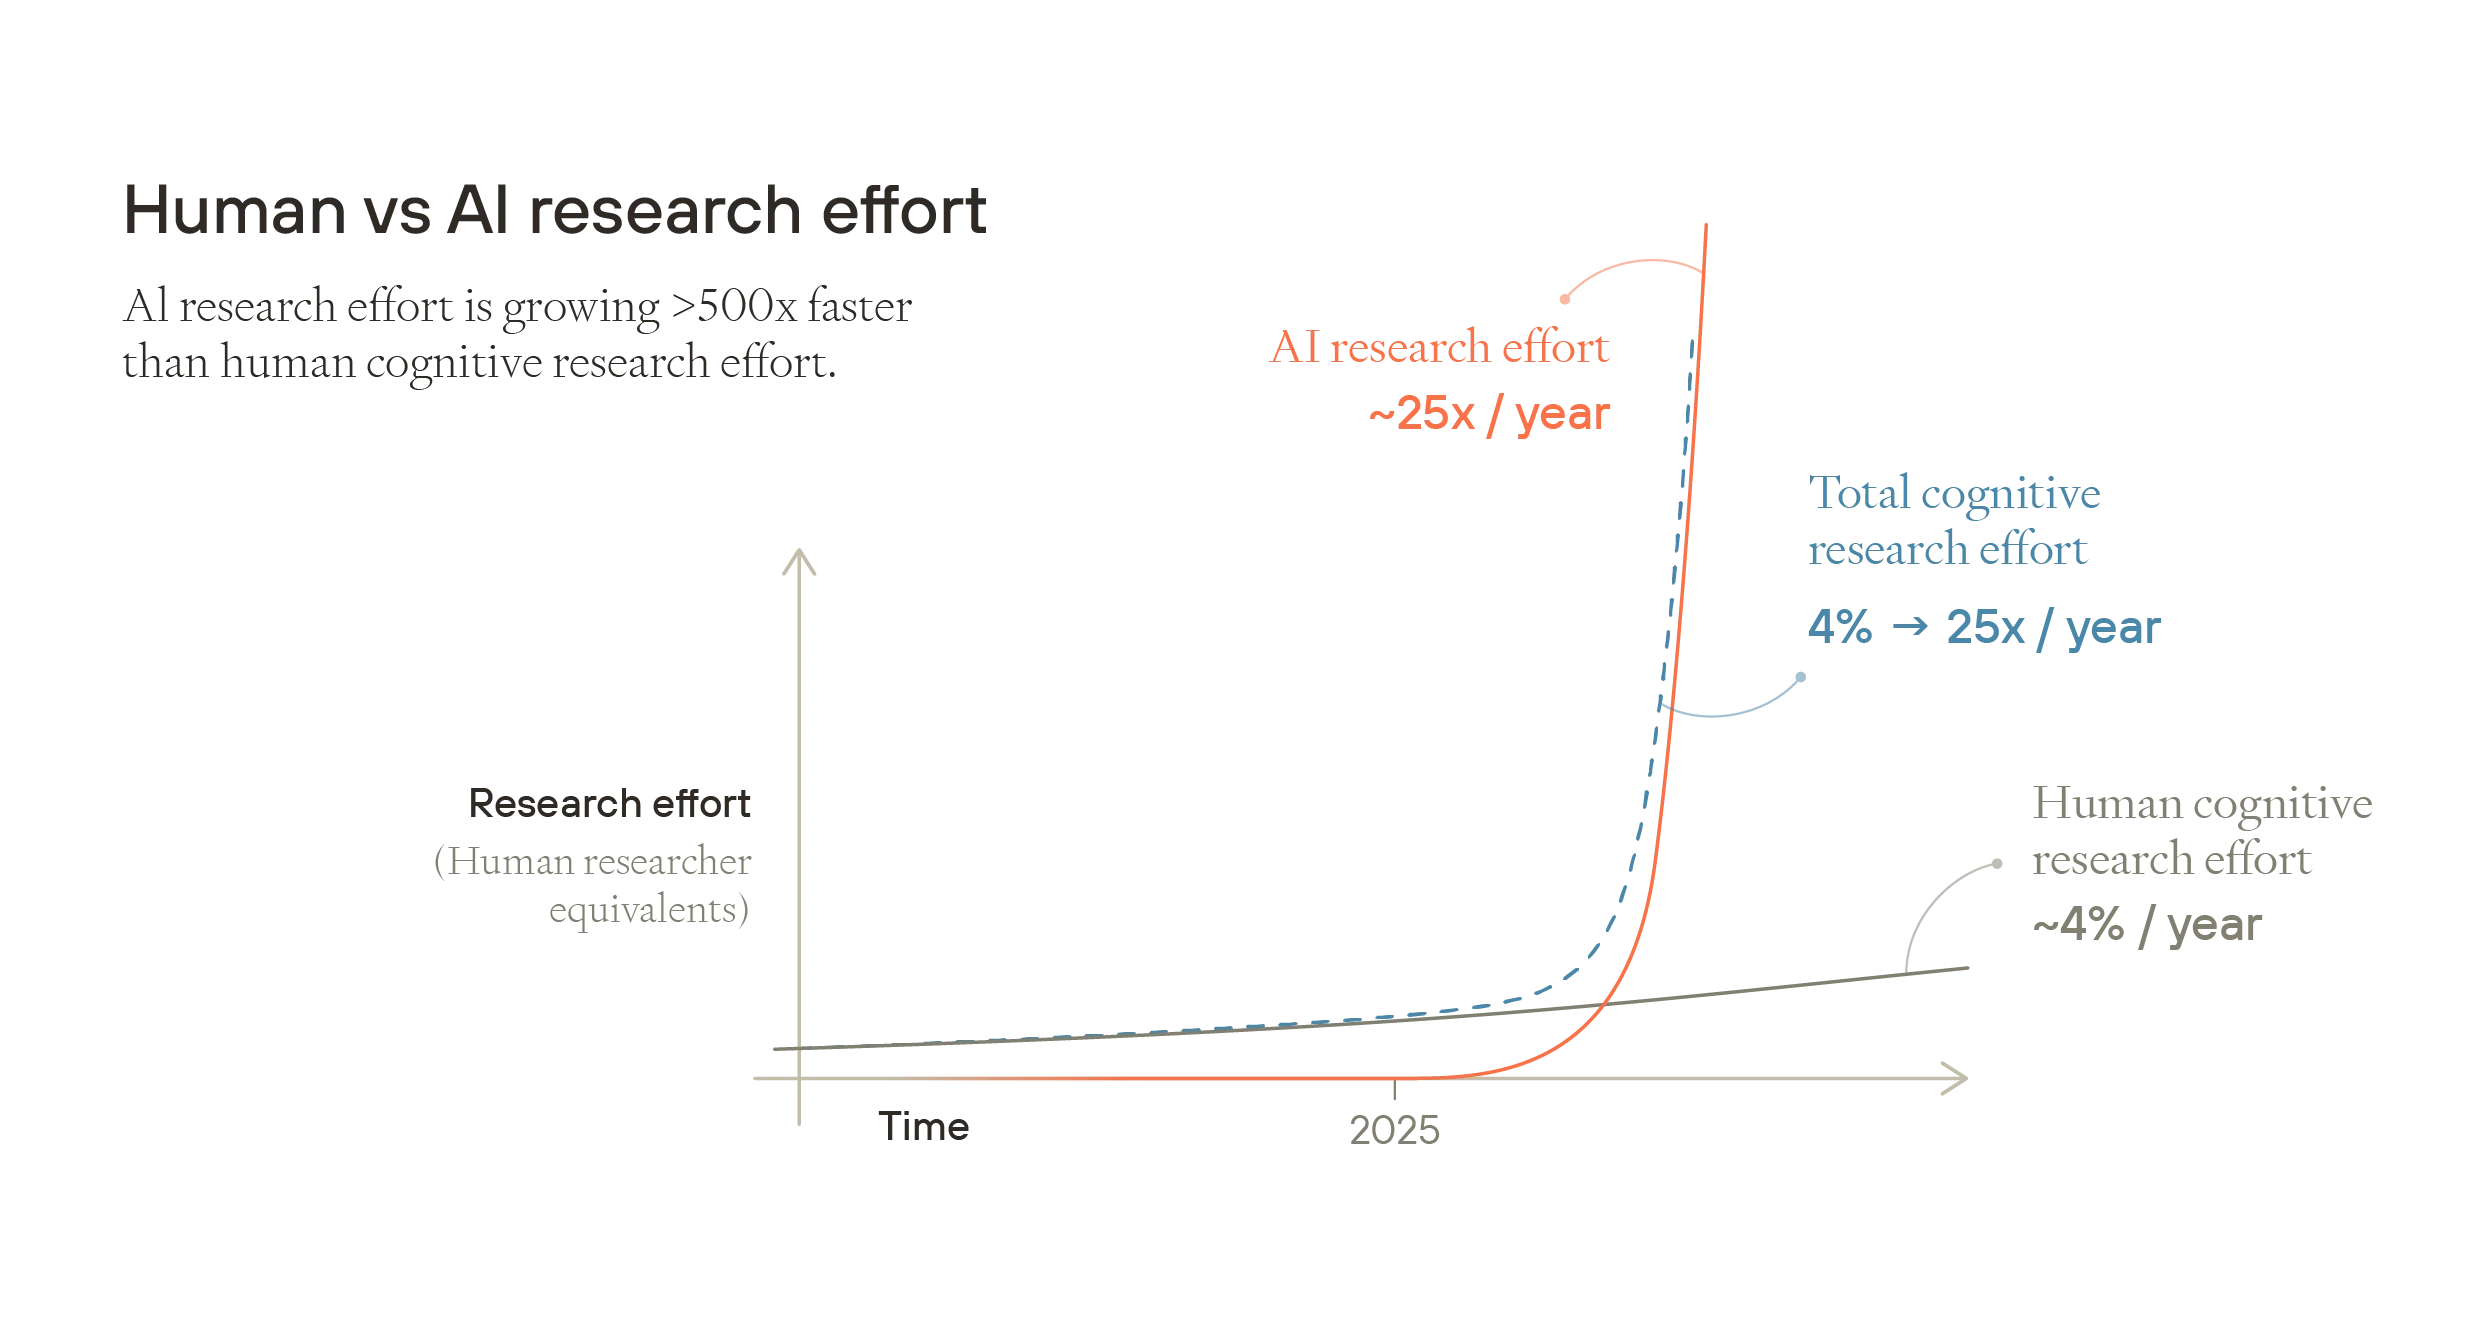 Human vs AI research effort
AI research effort is growing >500x faster
than human cognitive research effort.
AI research effort
~25x / year
Total cognitive
research effort
4% → 25x / year
Human cognitive
research effort
~4% / year
Research effort
(Human researcher
equivalents)
Time
2025